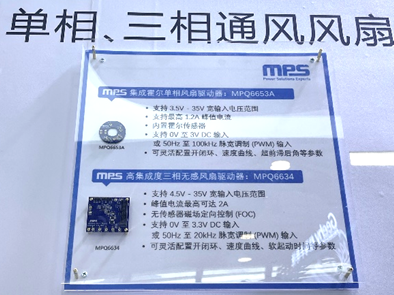 单相、三相通风风扇
mps
Power Tomorrow's Exports
mps 集成霍尔单相风扇驱动器：MPQ6653A
• 支持 3.5V - 35V 宽输入电压范围
• 支持最高 1.2A 峰值电流
• 内置霍尔传感器
• 支持 0V 至 3V DC 输入
或 50Hz 至 100kHz 脉宽调制 (PWM) 输入
• 可灵活配置开闭环、速度曲线、超前滞后角等参数
MPQ6653A
mps 高集成度三相无感风扇驱动器：MPQ6634
• 支持 4.5V - 35V 宽输入电压范围
• 峰值电流最高可达 2A
• 无传感器磁场定向控制 (FOC)
• 支持 0V 至 3.3V DC 输入
或 50Hz 至 20kHz 脉宽调制 (PWM) 输入
• 可灵活配置开闭环、速度曲线、软起动时间等参数
MPQ6634